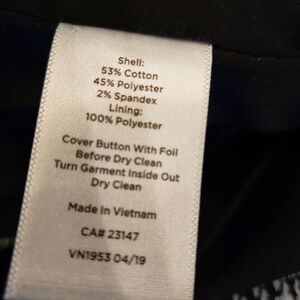 Shell:
53% Cotton
45% Polyester
2% Spandex
Lining:
100% Polyester
Cover Button With Foil
Before Dry Clean
Turn Garment Inside Out
Dry Clean
Made In Vietnam
CA# 23147
VN1953 04/19